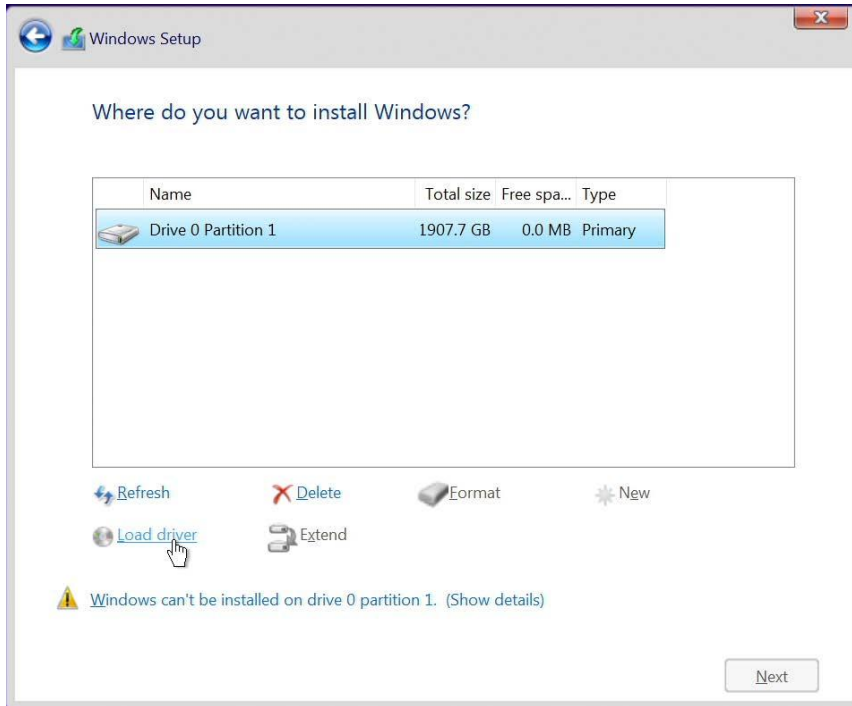 Windows Setup
Where do you want to install Windows?
Name Total size Free spa... Type
Drive 0 Partition 1 1907.7 GB 0.0 MB Primary
Refresh Delete Format New
Load driver Extend
Windows can't be installed on drive 0 partition 1. (Show details)
Next